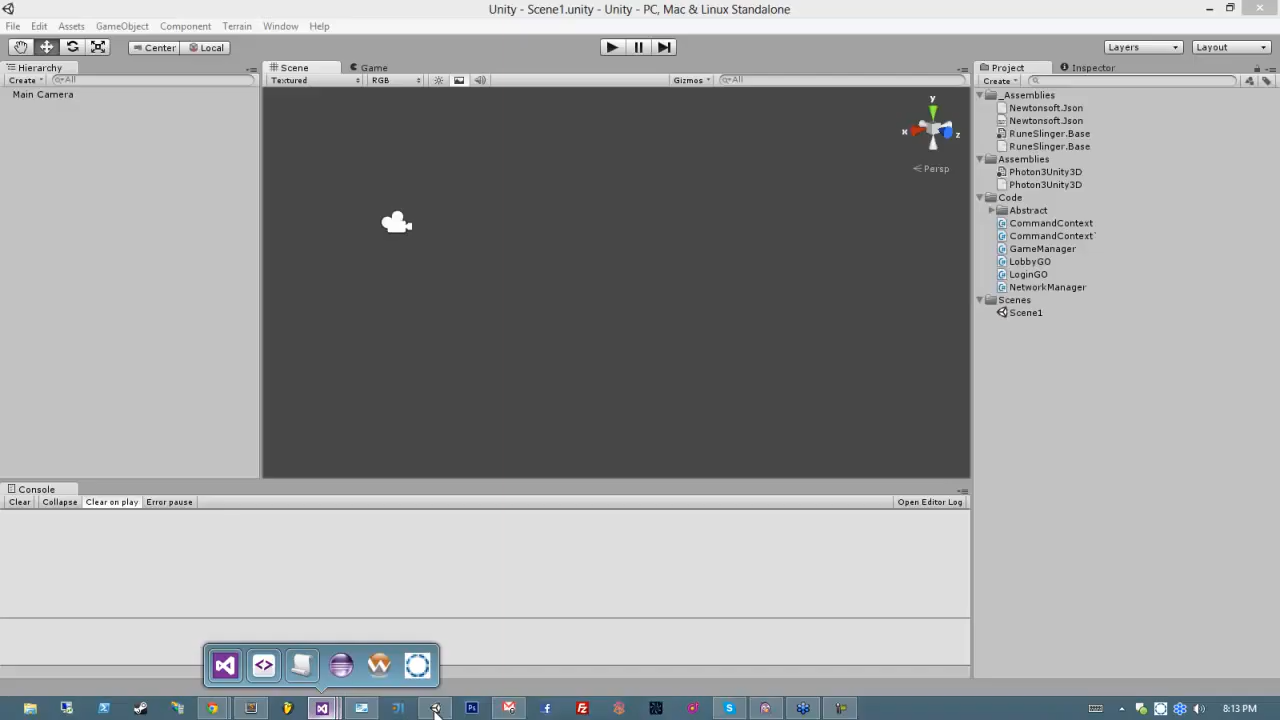 Unity - Scene1.unity - Unity - PC, Mac & Linux Standalone
File Edit Assets GameObject Component Terrain Window Help
Center Local Layers Layout
Hierarchy Scene Game Project Inspector
Create All Textured RGB Gizmos All Create
Main Camera
_Assemblies
Newtonsoft.Json
Newtonsoft.Json
RuneSlinger.Base
RuneSlinger.Base
Assemblies
Photon3Unity3D
Photon3Unity3D
Code
Abstract
CommandContext
CommandContext`
GameManager
LobbyGO
LoginGO
NetworkManager
Scenes
Scene1
y
x
z
Persp
Console
Clear Collapse Clear on play Error pause Open Editor Log
8:13 PM